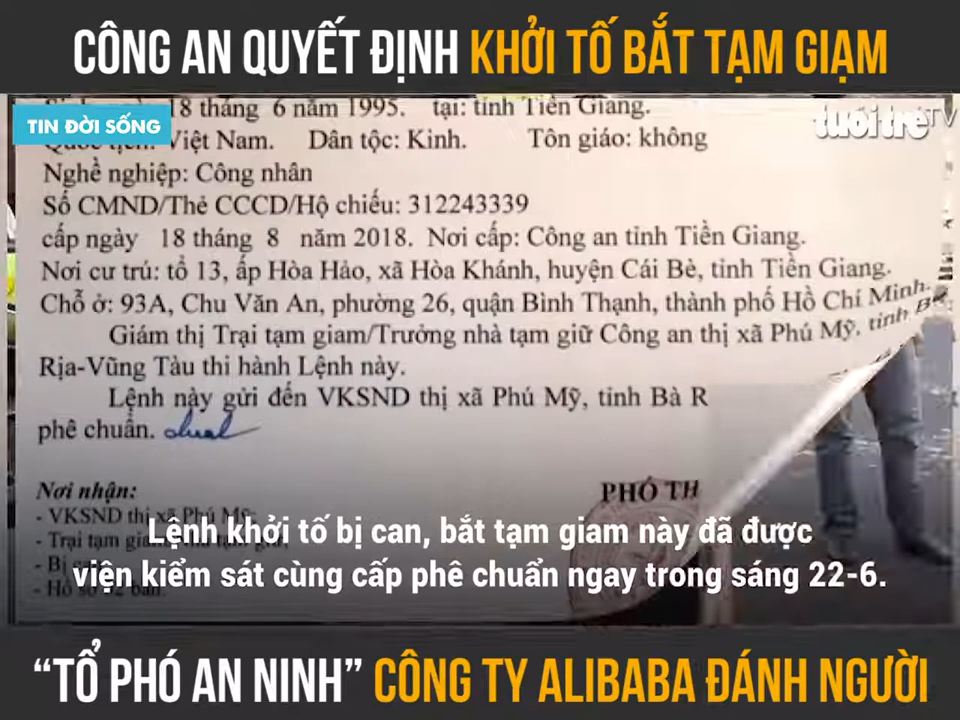 CÔNG AN QUYẾT ĐỊNH KHỞI TỐ BẮT TẠM GIAM
18 tháng 6 năm 1995. tại: tỉnh Tiền Giang.
TIN ĐỜI SỐNG
tuổi trẻ TV
Việt Nam. Dân tộc: Kinh. Tôn giáo: không
Nghề nghiệp: Công nhân
Số CMND/Thẻ CCCD/Hộ chiếu: 312243339
cấp ngày 18 tháng 8 năm 2018. Nơi cấp: Công an tỉnh Tiền Giang.
Nơi cư trú: tổ 13, ấp Hòa Hảo, xã Hòa Khánh, huyện Cái Bè, tỉnh Tiền Giang.
Chỗ ở: 93A, Chu Văn An, phường 26, quận Bình Thạnh, thành phố Hồ Chí Minh.
Giám thị Trại tạm giam/Trưởng nhà tạm giữ Công an thị xã Phú Mỹ, tỉnh Bà
Rịa-Vũng Tàu thi hành Lệnh này.
Lệnh này gửi đến VKSND thị xã Phú Mỹ, tỉnh Bà R
phê chuẩn.
Nơi nhận:
PHÓ TH
- VKSND thị xã Phú Mỹ;
- Trại tạm
Lệnh khởi tố bị can, bắt tạm giam này đã được
viện kiểm sát cùng cấp phê chuẩn ngay trong sáng 22-6.
"TỔ PHÓ AN NINH" CÔNG TY ALIBABA ĐÁNH NGƯỜI